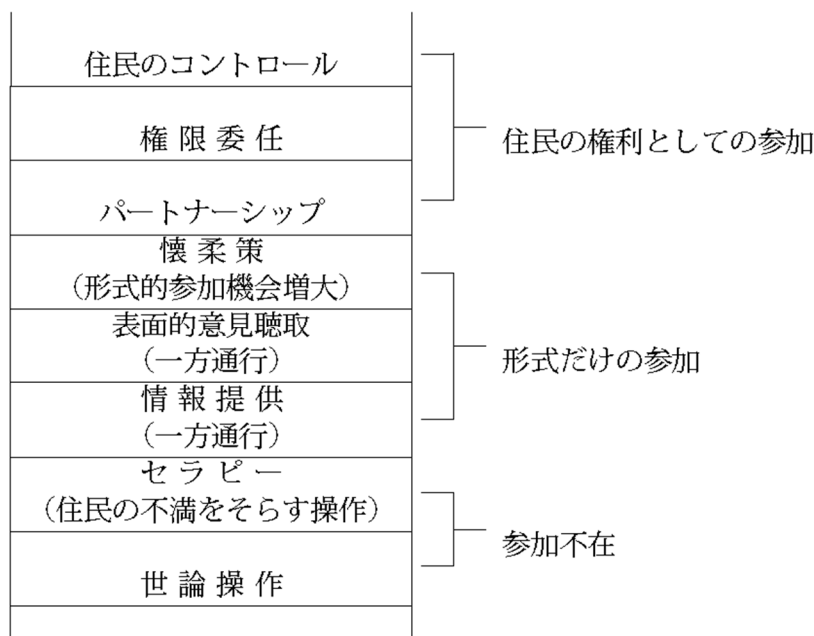 住民のコントロール
権限委任
パートナーシップ
住民の権利としての参加
懐柔策
（形式的参加機会増大）
表面的意見聴取
（一方通行）
情報提供
（一方通行）
形式だけの参加
セラピー
（住民の不満をそらす操作）
世論操作
参加不在